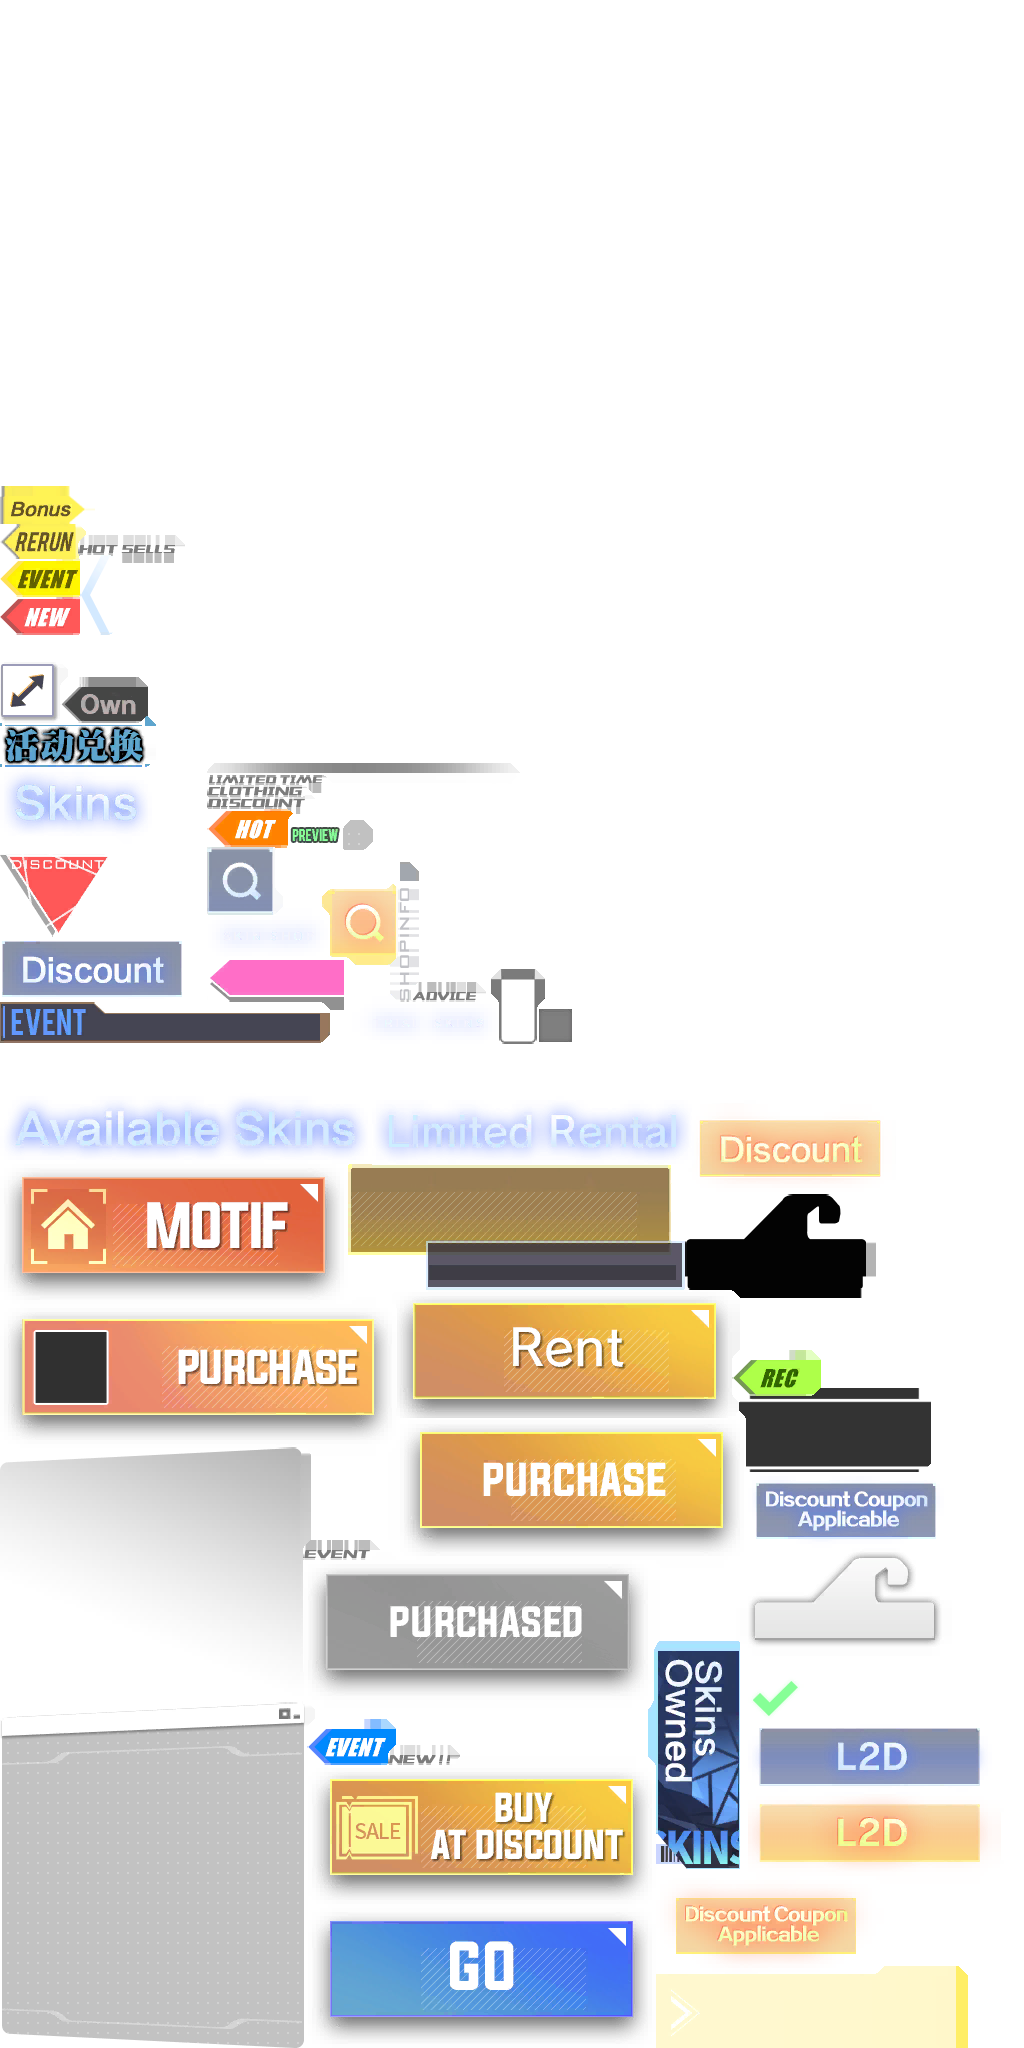 Bonus
RERUN
HOT SELLS
EVENT
NEW
Own
活动兑换
Skins
LIMITED TIME
CLOTHING
DISCOUNT
HOT
PREVIEW
DISCOUNT
SHOPINFO
Discount
ADVICE
EVENT
Available Skins
Limited Rental
Discount
MOTIF
Rent
PURCHASE
REC
PURCHASE
Discount Coupon
Applicable
EVENT
PURCHASED
Skins
Owned
SKINS
EVENT
NEW!!
L2D
BUY
AT DISCOUNT
SALE
L2D
Discount Coupon
Applicable
GO